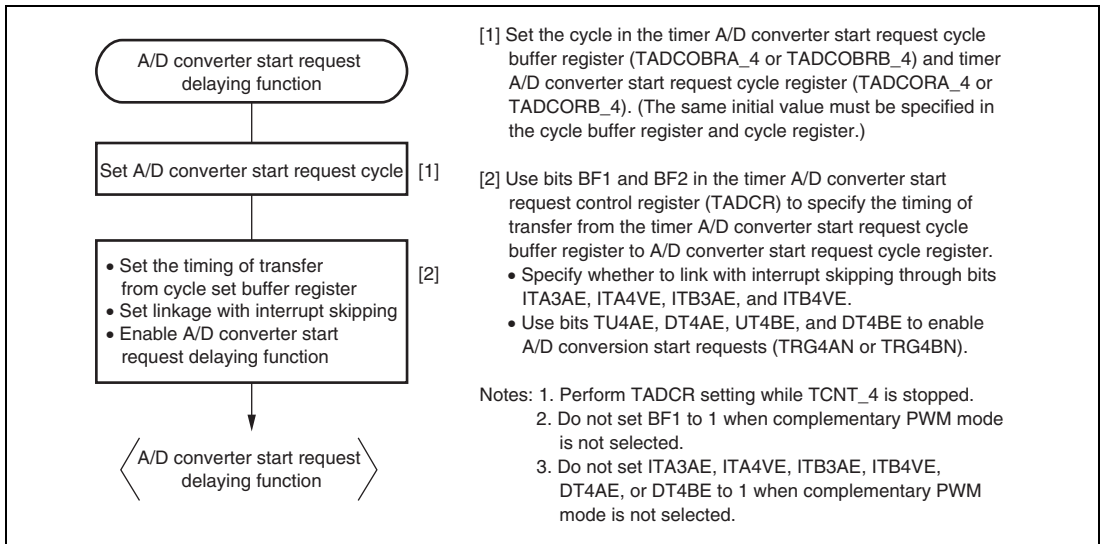 A/D converter start request
delaying function
Set A/D converter start request cycle
[1]
• Set the timing of transfer
from cycle set buffer register
• Set linkage with interrupt skipping
• Enable A/D converter start
request delaying function
[2]
A/D converter start request
delaying function
[1] Set the cycle in the timer A/D converter start request cycle
buffer register (TADCOBRA_4 or TADCOBRB_4) and timer
A/D converter start request cycle register (TADCORA_4 or
TADCORB_4). (The same initial value must be specified in
the cycle buffer register and cycle register.)
[2] Use bits BF1 and BF2 in the timer A/D converter start
request control register (TADCR) to specify the timing of
transfer from the timer A/D converter start request cycle
buffer register to A/D converter start request cycle register.
• Specify whether to link with interrupt skipping through bits
ITA3AE, ITA4VE, ITB3AE, and ITB4VE.
• Use bits TU4AE, DT4AE, UT4BE, and DT4BE to enable
A/D conversion start requests (TRG4AN or TRG4BN).
Notes: 1. Perform TADCR setting while TCNT_4 is stopped.
2. Do not set BF1 to 1 when complementary PWM mode
is not selected.
3. Do not set ITA3AE, ITA4VE, ITB3AE, ITB4VE,
DT4AE, or DT4BE to 1 when complementary PWM
mode is not selected.